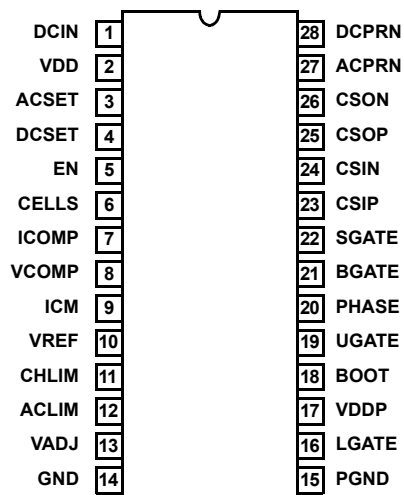 DCIN 1 28 DCPRN
VDD 2 27 ACPRN
ACSET 3 26 CSON
DCSET 4 25 CSOP
EN 5 24 CSIN
CELLS 6 23 CSIP
ICOMP 7 22 SGATE
VCOMP 8 21 BGATE
ICM 9 20 PHASE
VREF 10 19 UGATE
CHLIM 11 18 BOOT
ACLIM 12 17 VDDP
VADJ 13 16 LGATE
GND 14 15 PGND